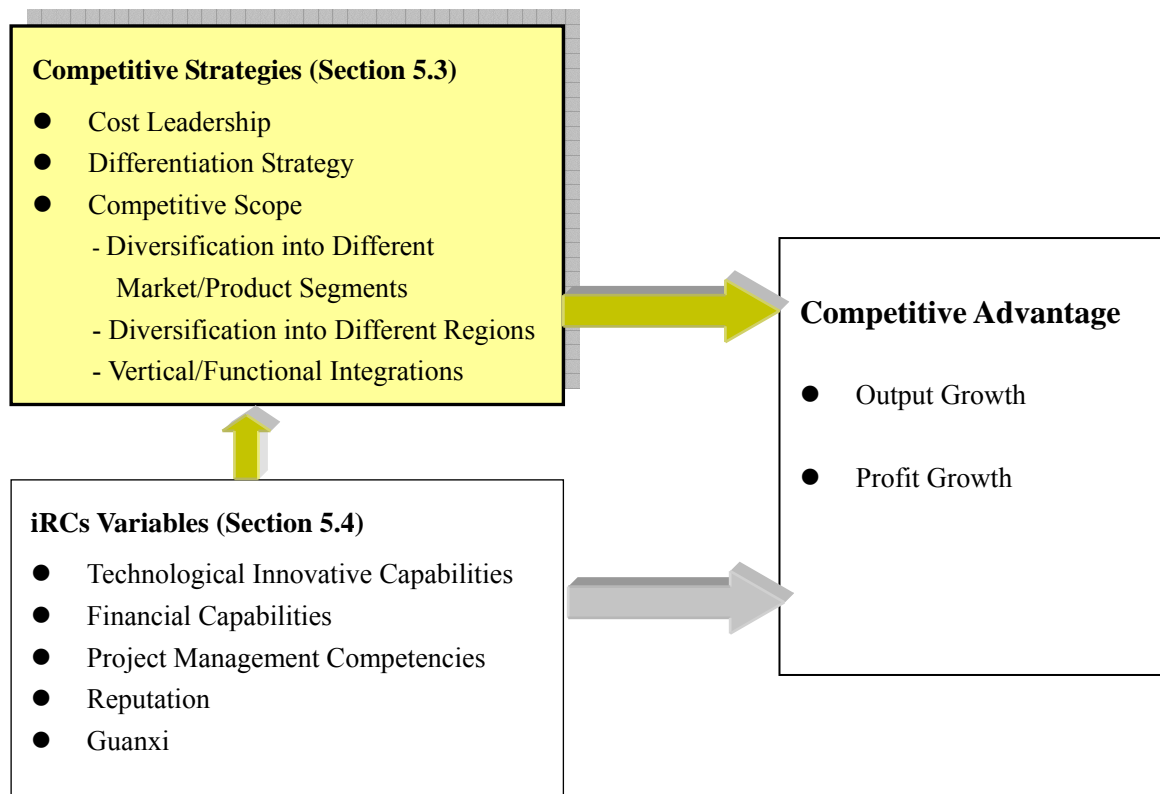 Competitive Strategies (Section 5.3)
● Cost Leadership
● Differentiation Strategy
● Competitive Scope
- Diversification into Different
Market/Product Segments
- Diversification into Different Regions
- Vertical/Functional Integrations
Competitive Advantage
● Output Growth
● Profit Growth
iRCs Variables (Section 5.4)
● Technological Innovative Capabilities
● Financial Capabilities
● Project Management Competencies
● Reputation
● Guanxi